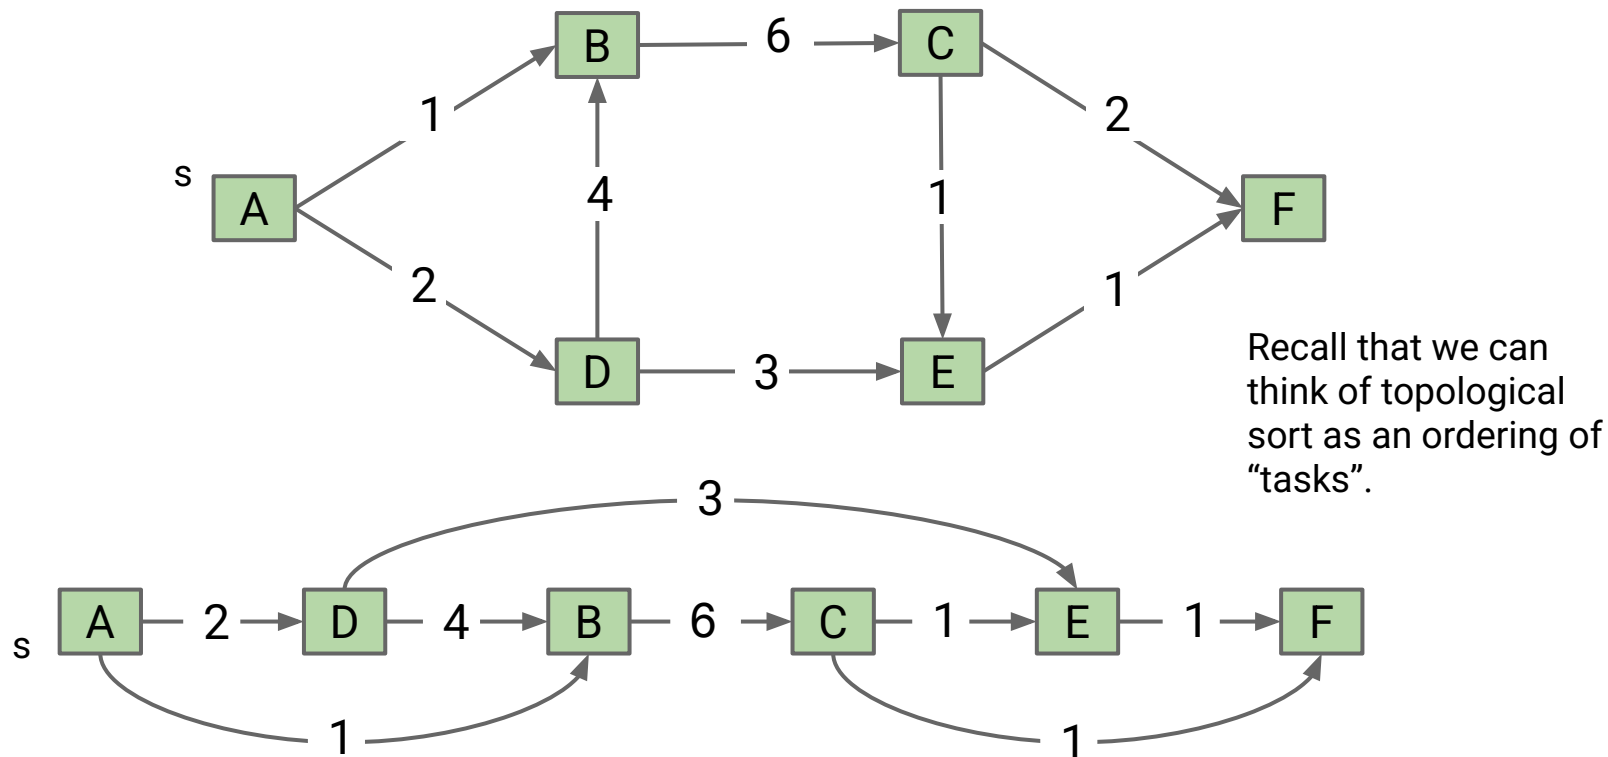 B
6
C
1
2
s
A
4
1
F
2
1
D
3
E
Recall that we can
think of topological
sort as an ordering of
“tasks”.
3
A
2
D
4
B
6
C
1
E
1
F
s
1
1